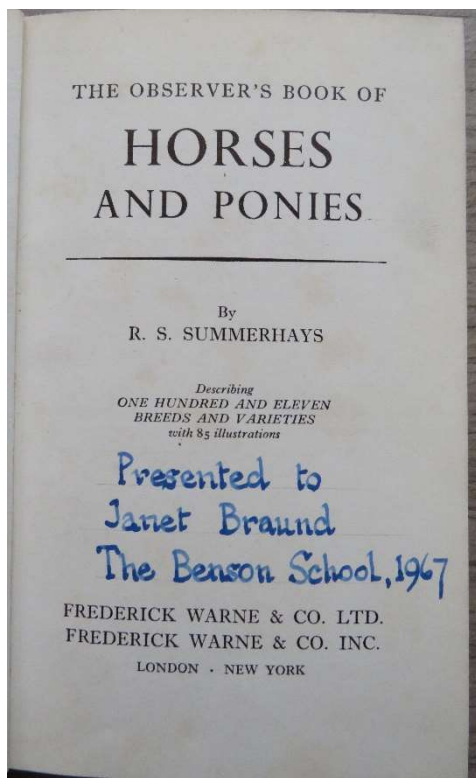 THE OBSERVER'S BOOK OF
HORSES
AND PONIES
By
R. S. SUMMERHAYS
Describing
ONE HUNDRED AND ELEVEN
BREEDS AND VARIETIES
with 85 illustrations
Presented to
Janet Braund
The Benson School, 1967
FREDERICK WARNE & CO. LTD.
FREDERICK WARNE & CO. INC.
LONDON · NEW YORK